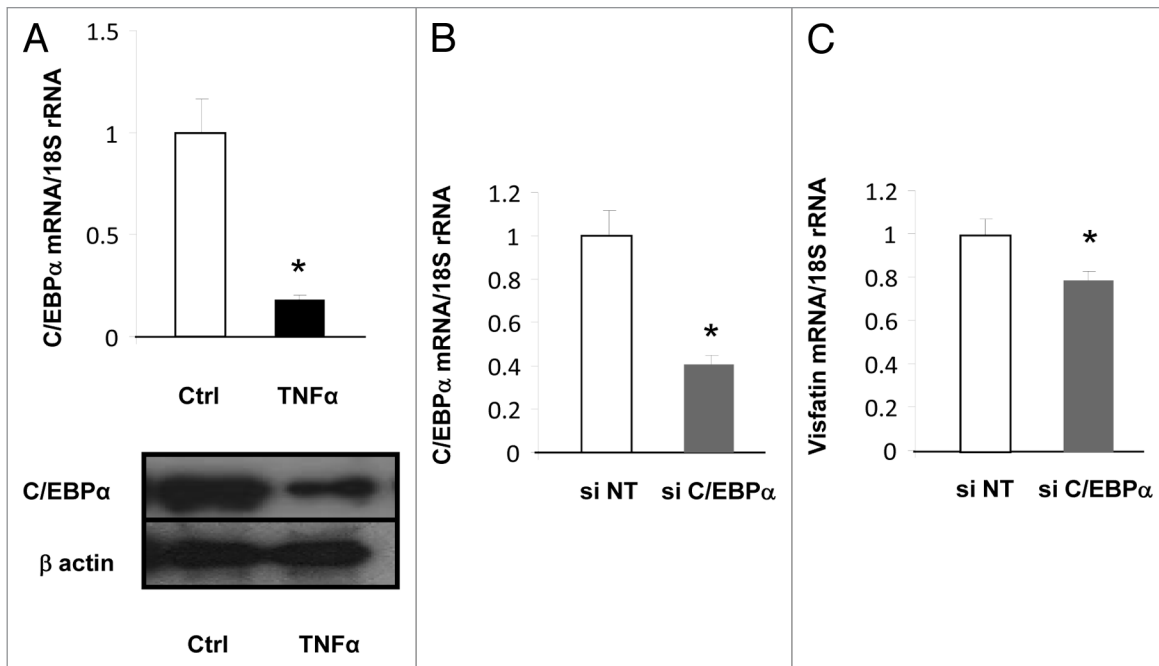 A
C/EBPα mRNA/18S rRNA
1.5
1
0.5
0
*
Ctrl TNFα
C/EBPα
β actin
Ctrl TNFα
B
C/EBPα mRNA/18S rRNA
1.2
1
0.8
0.6
0.4
0.2
0
*
si NT si C/EBPα
C
Visfatin mRNA/18S rRNA
1.2
1
0.8
0.6
0.4
0.2
0
*
si NT si C/EBPα